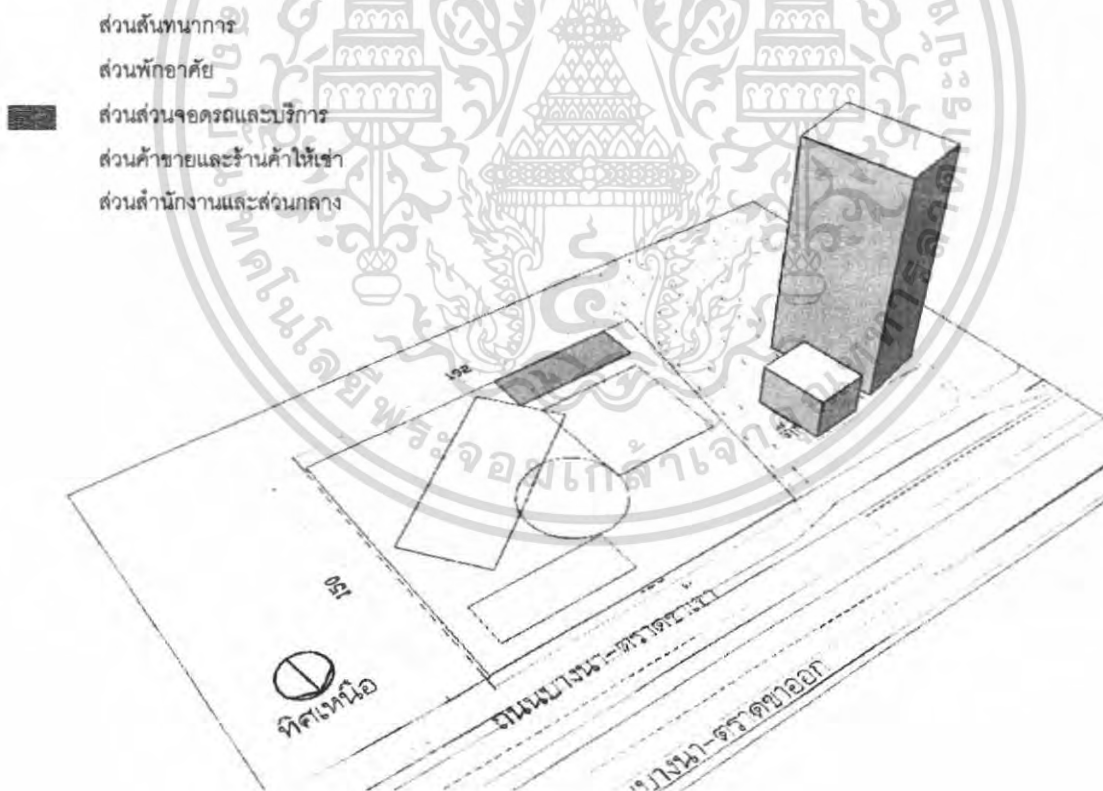 ส่วนสันทนาการ
ส่วนพักอาศัย
ส่วนส่วนจอดรถและบริการ
ส่วนค้าขายและร้านค้าให้เช่า
ส่วนสำนักงานและส่วนกลาง
150
ทิศเหนือ
ถนนบางนา-ตราดขาเข้า
บางนา-ตราดขาออก